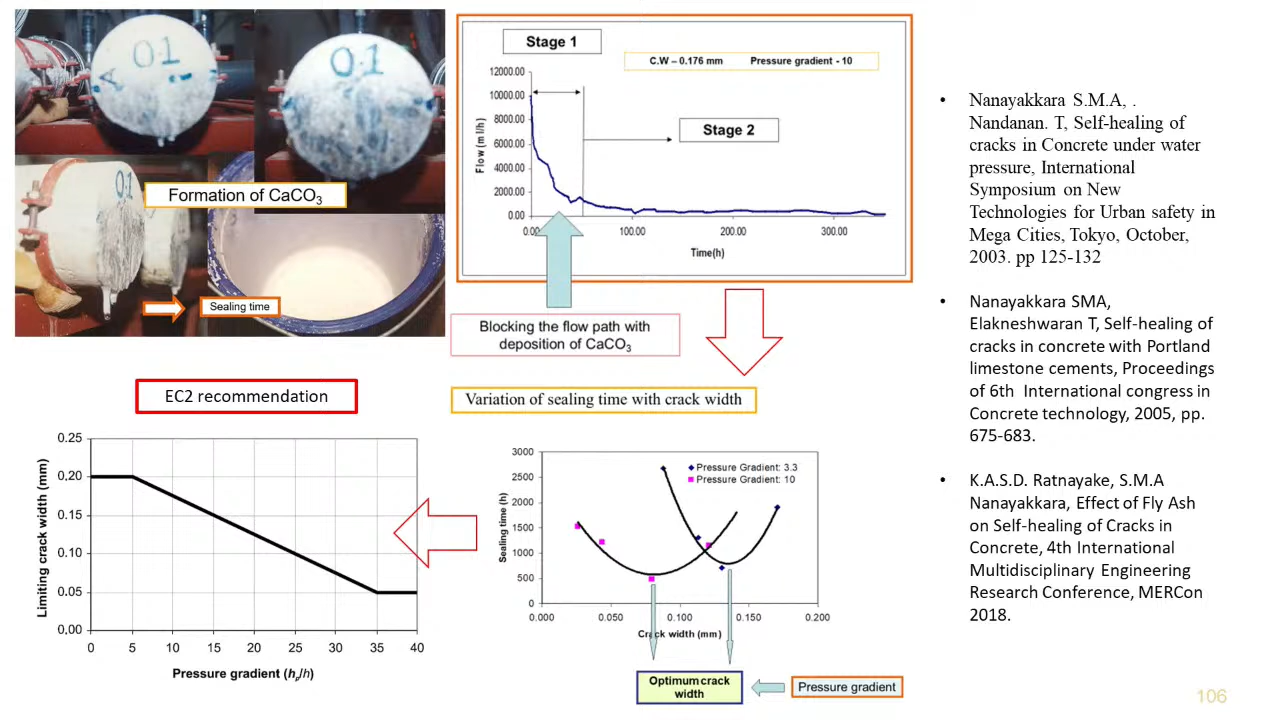 0.1
A
0.1
0.1
Formation of CaCO3
Sealing time
Stage 1
C.W – 0.176 mm Pressure gradient - 10
12000.00
10000.00
8000.00
6000.00
4000.00
2000.00
0.00
Flow (ml/h)
Stage 2
0.00 100.00 200.00 300.00
Time(h)
Blocking the flow path with
deposition of CaCO3
EC2 recommendation
Variation of sealing time with crack width
0.25
0.20
0.15
0.10
0.05
0.00
Limiting crack width (mm)
0 5 10 15 20 25 30 35 40
Pressure gradient (hr/h)
3000
2500
2000
1500
1000
500
0
Sealing time (h)
Pressure Gradient: 3.3
Pressure Gradient: 10
0.000 0.050 0.100 0.150 0.200
Crack width (mm)
Optimum crack
width
Pressure gradient
• Nanayakkara S.M.A, .
Nandanan. T, Self-healing of
cracks in Concrete under water
pressure, International
Symposium on New
Technologies for Urban safety in
Mega Cities, Tokyo, October,
2003. pp 125-132
• Nanayakkara SMA,
Elakneshwaran T, Self-healing of
cracks in concrete with Portland
limestone cements, Proceedings
of 6th International congress in
Concrete technology, 2005, pp.
675-683.
• K.A.S.D. Ratnayake, S.M.A
Nanayakkara, Effect of Fly Ash
on Self-healing of Cracks in
Concrete, 4th International
Multidisciplinary Engineering
Research Conference, MERCon
2018.
106